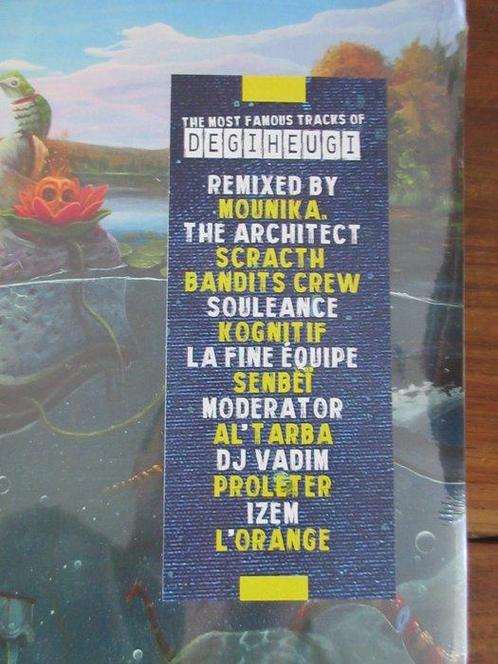 THE MOST FAMOUS TRACKS OF
DEGIHEUGI
REMIXED BY
MOUNIKA.
THE ARCHITECT
SCRACTH
BANDITS CREW
SOULEANCE
KOGNITIF
LA FINE ÉQUIPE
SENBEÏ
MODERATOR
AL'TARBA
DJ VADIM
PROLETER
IZEM
L'ORANGE